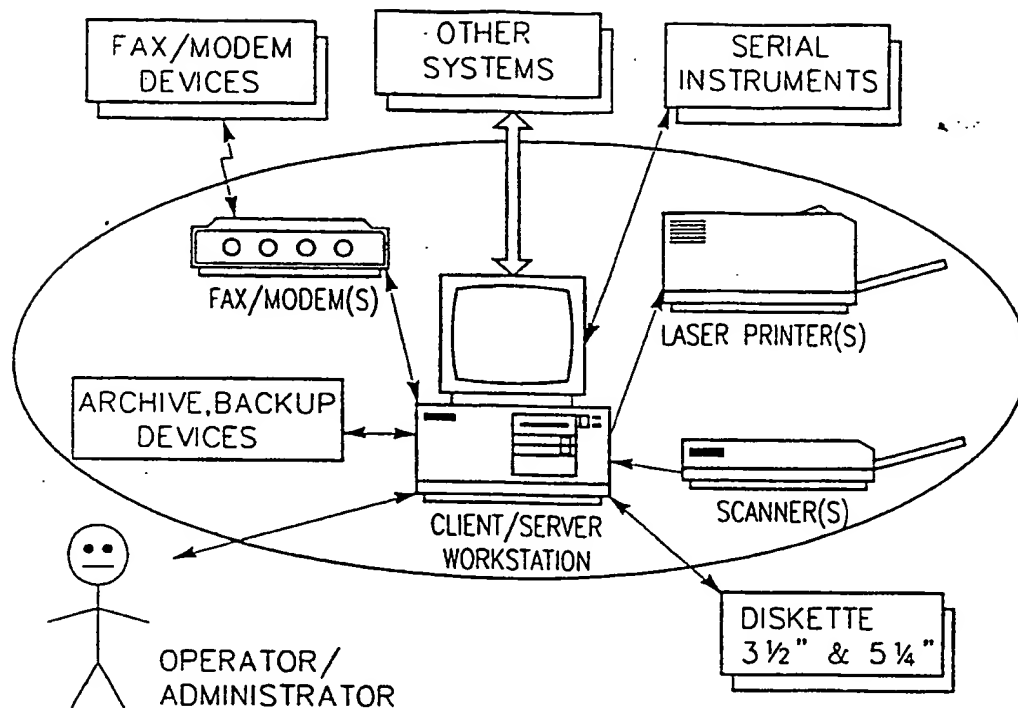 FAX/MODEM
DEVICES
OTHER
SYSTEMS
SERIAL
INSTRUMENTS
FAX/MODEM(S)
LASER PRINTER(S)
ARCHIVE,BACKUP
DEVICES
CLIENT/SERVER
WORKSTATION
SCANNER(S)
OPERATOR/
ADMINISTRATOR
DISKETTE
3½" & 5¼"